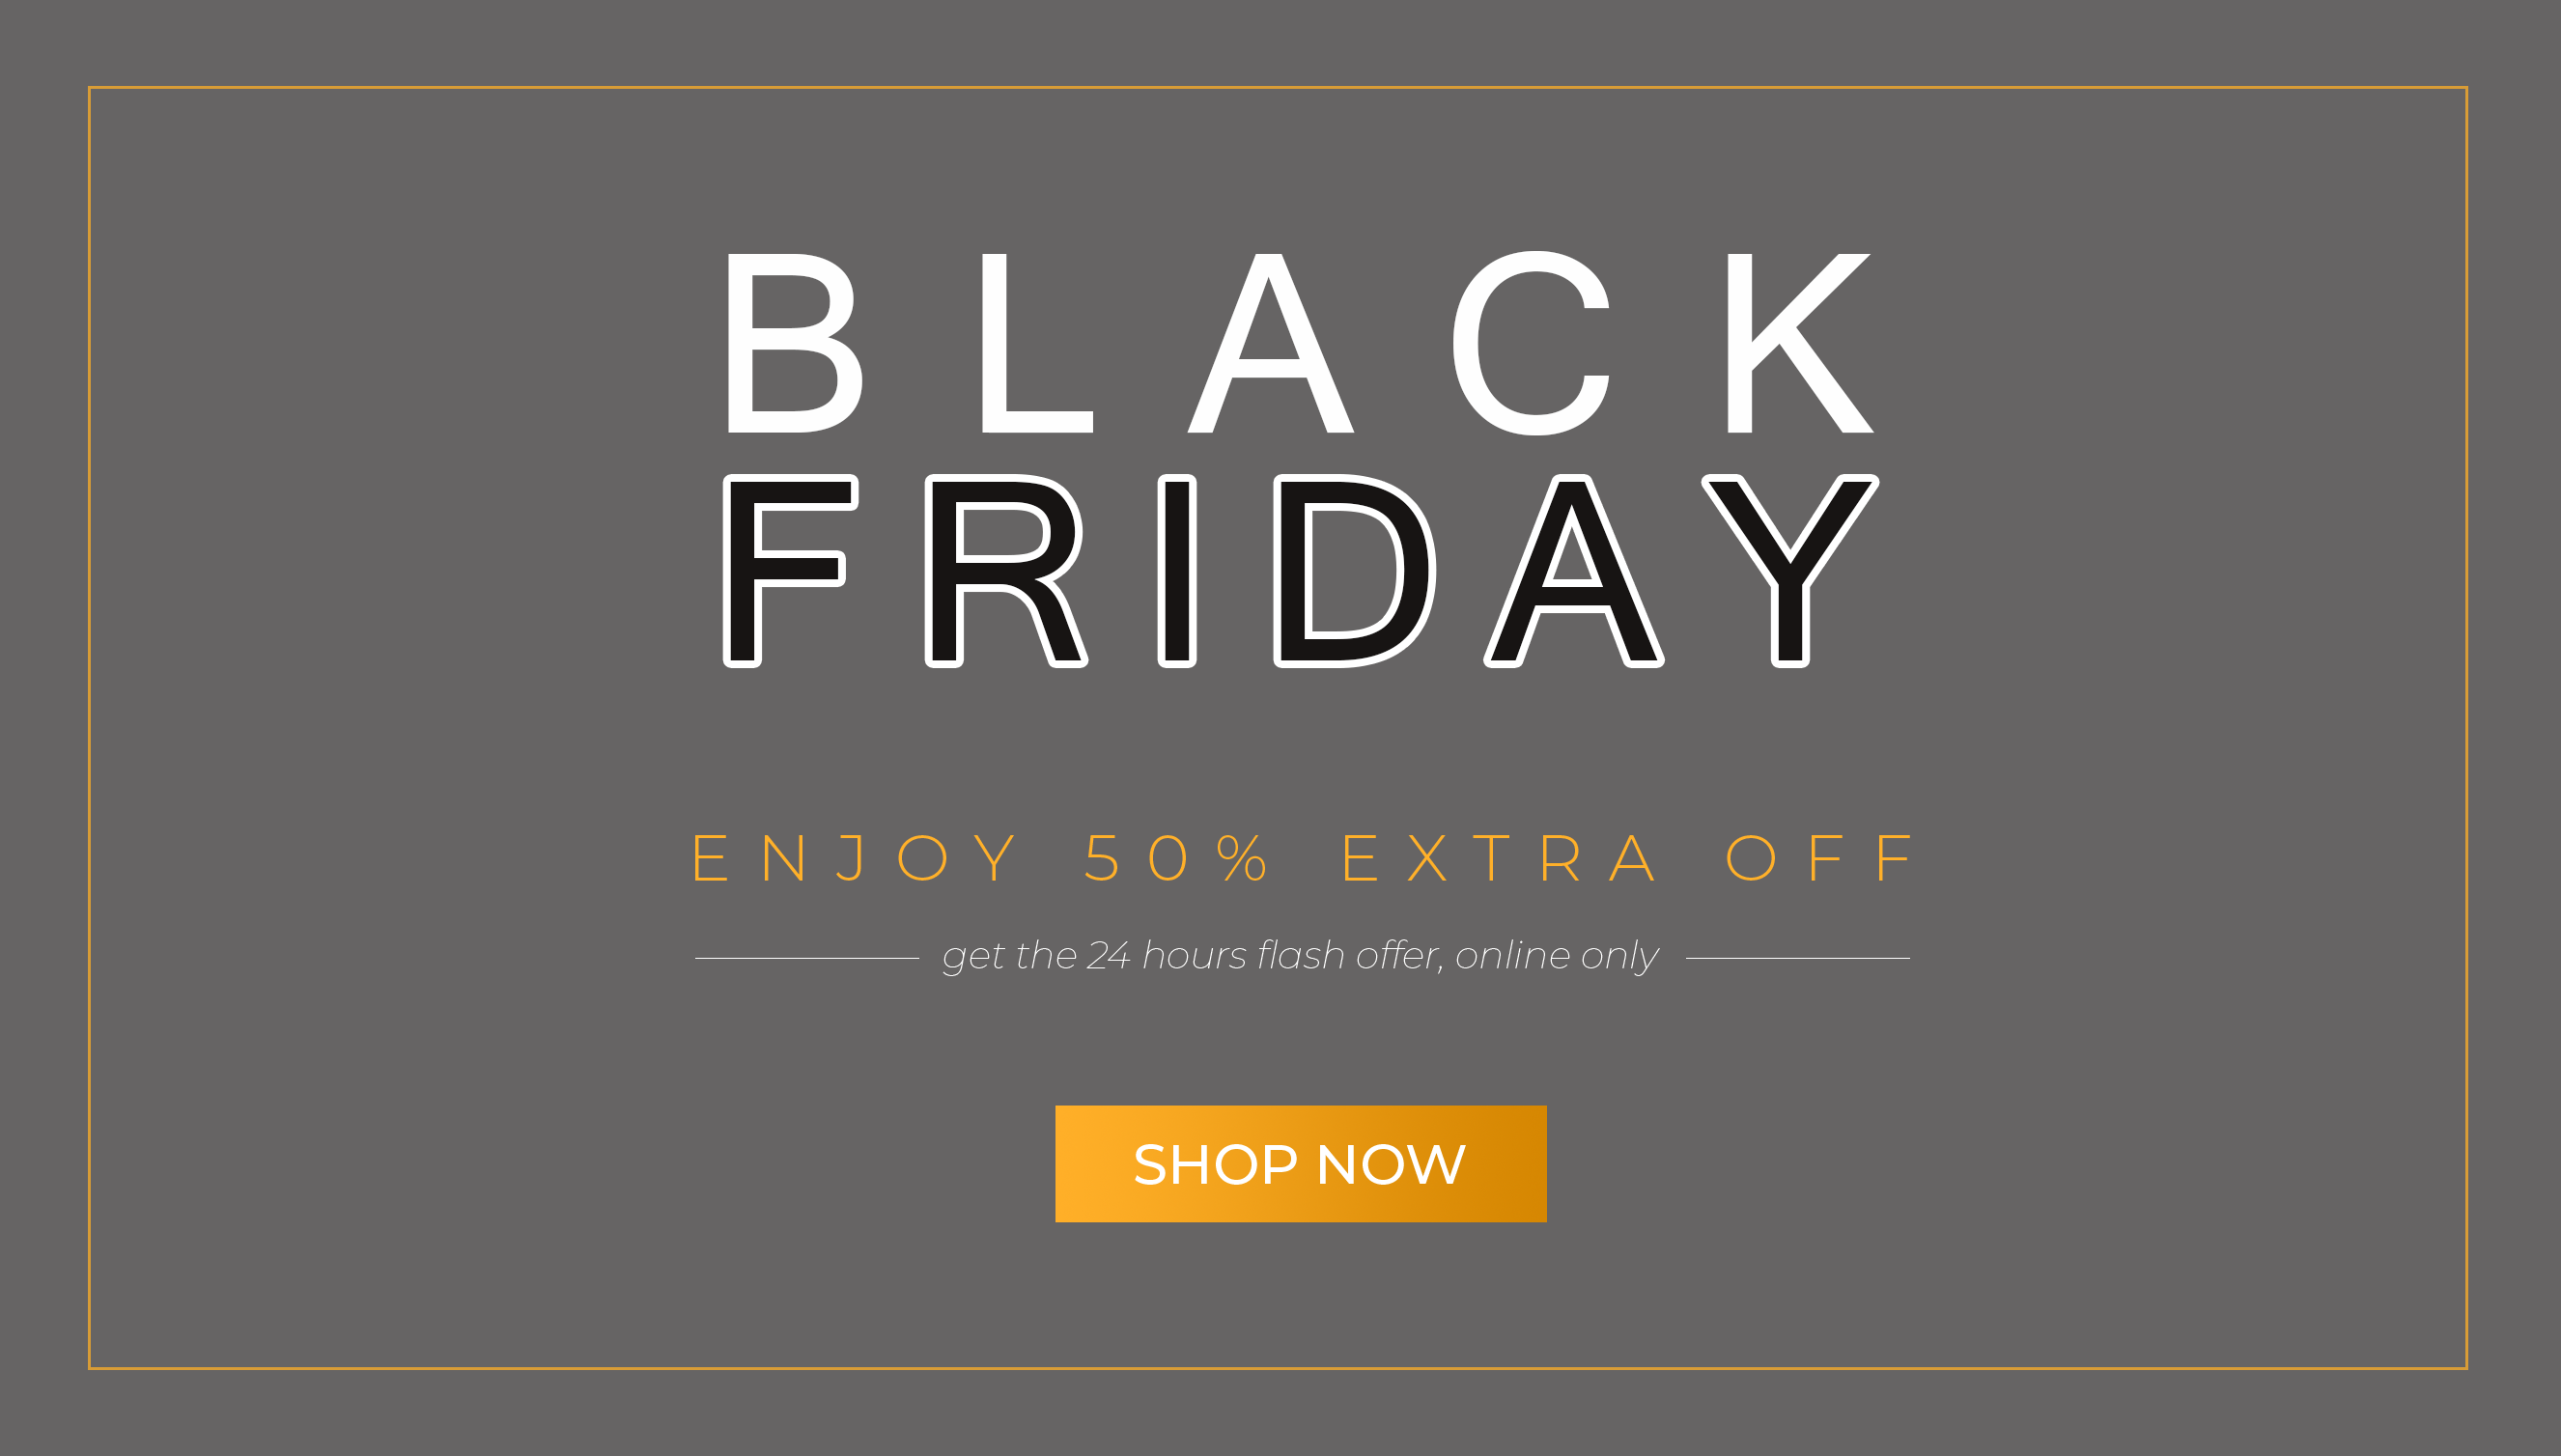 BLACK
FRIDAY
ENJOY 50% EXTRA OFF
get the 24 hours flash offer, online only
SHOP NOW